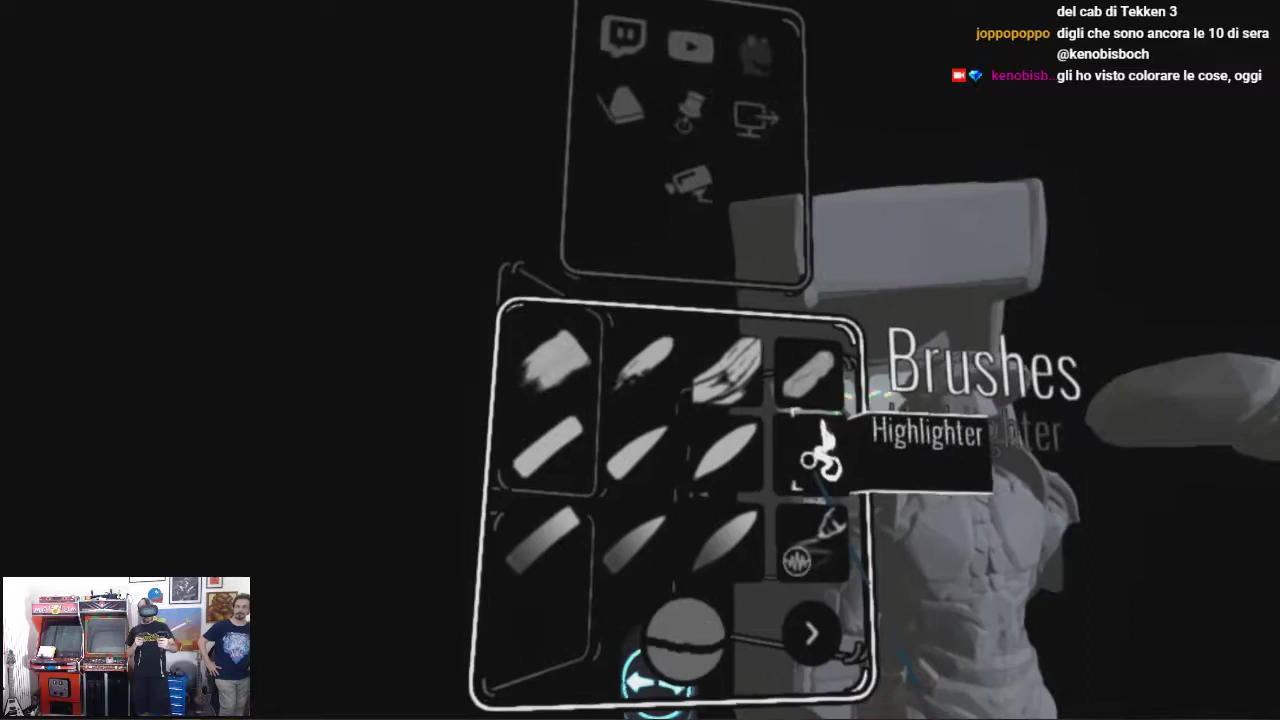 del cab di Tekken 3
joppopoppo digli che sono ancora le 10 di sera
@kenobisboch
kenobisb... gli ho visto colorare le cose, oggi
Brushes
Highlighter